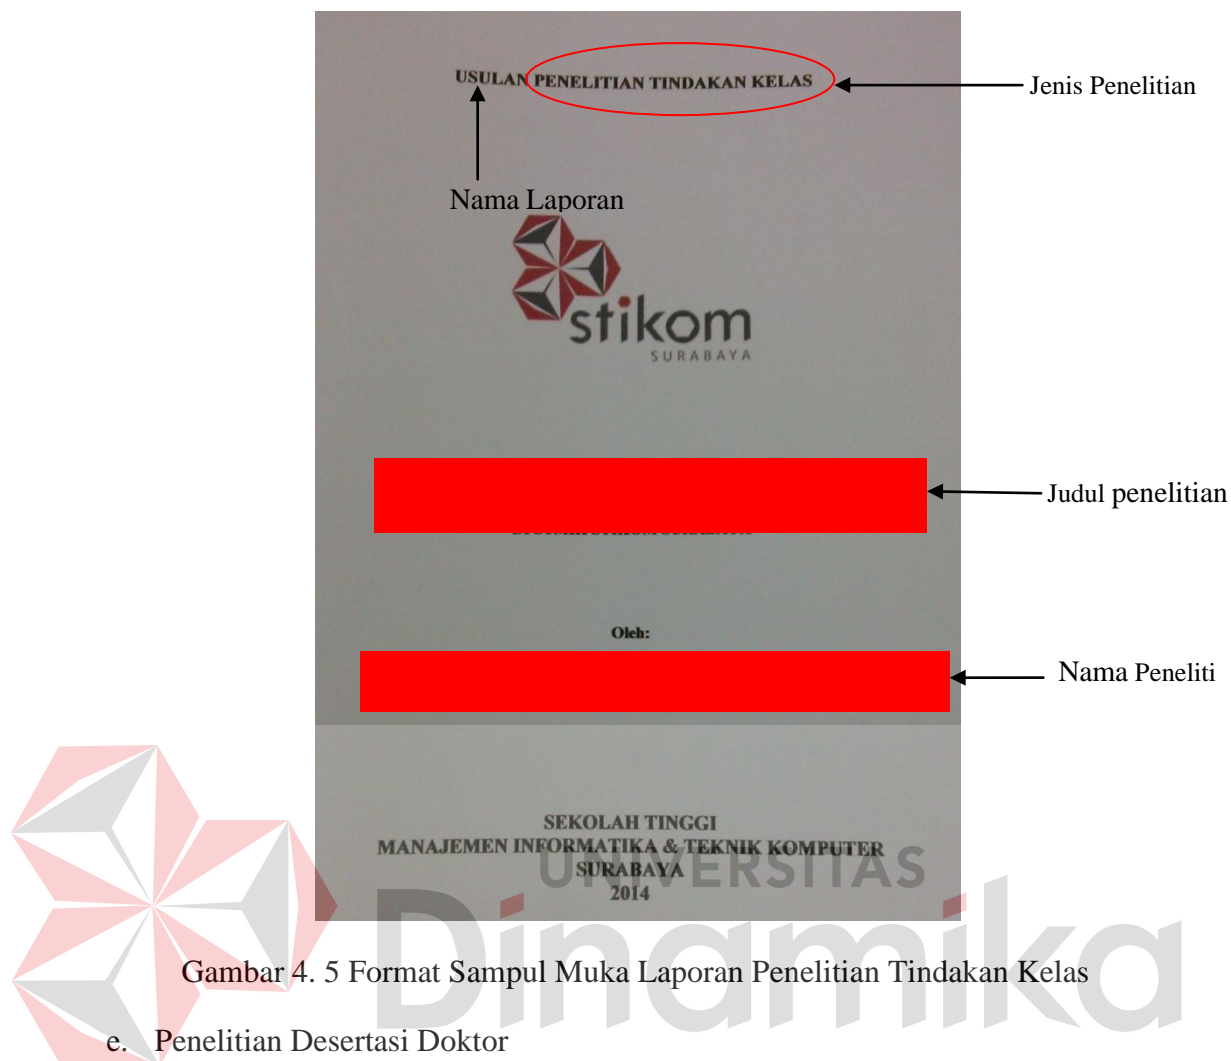 USULAN PENELITIAN TINDAKAN KELAS
Jenis Penelitian
Nama Laporan
stikom
SURABAYA
Judul penelitian
Oleh:
Nama Peneliti
SEKOLAH TINGGI
MANAJEMEN INFORMATIKA & TEKNIK KOMPUTER
SURABAYA
2014
UNIVERSITAS
Dinamika
Gambar 4. 5 Format Sampul Muka Laporan Penelitian Tindakan Kelas
e. Penelitian Desertasi Doktor